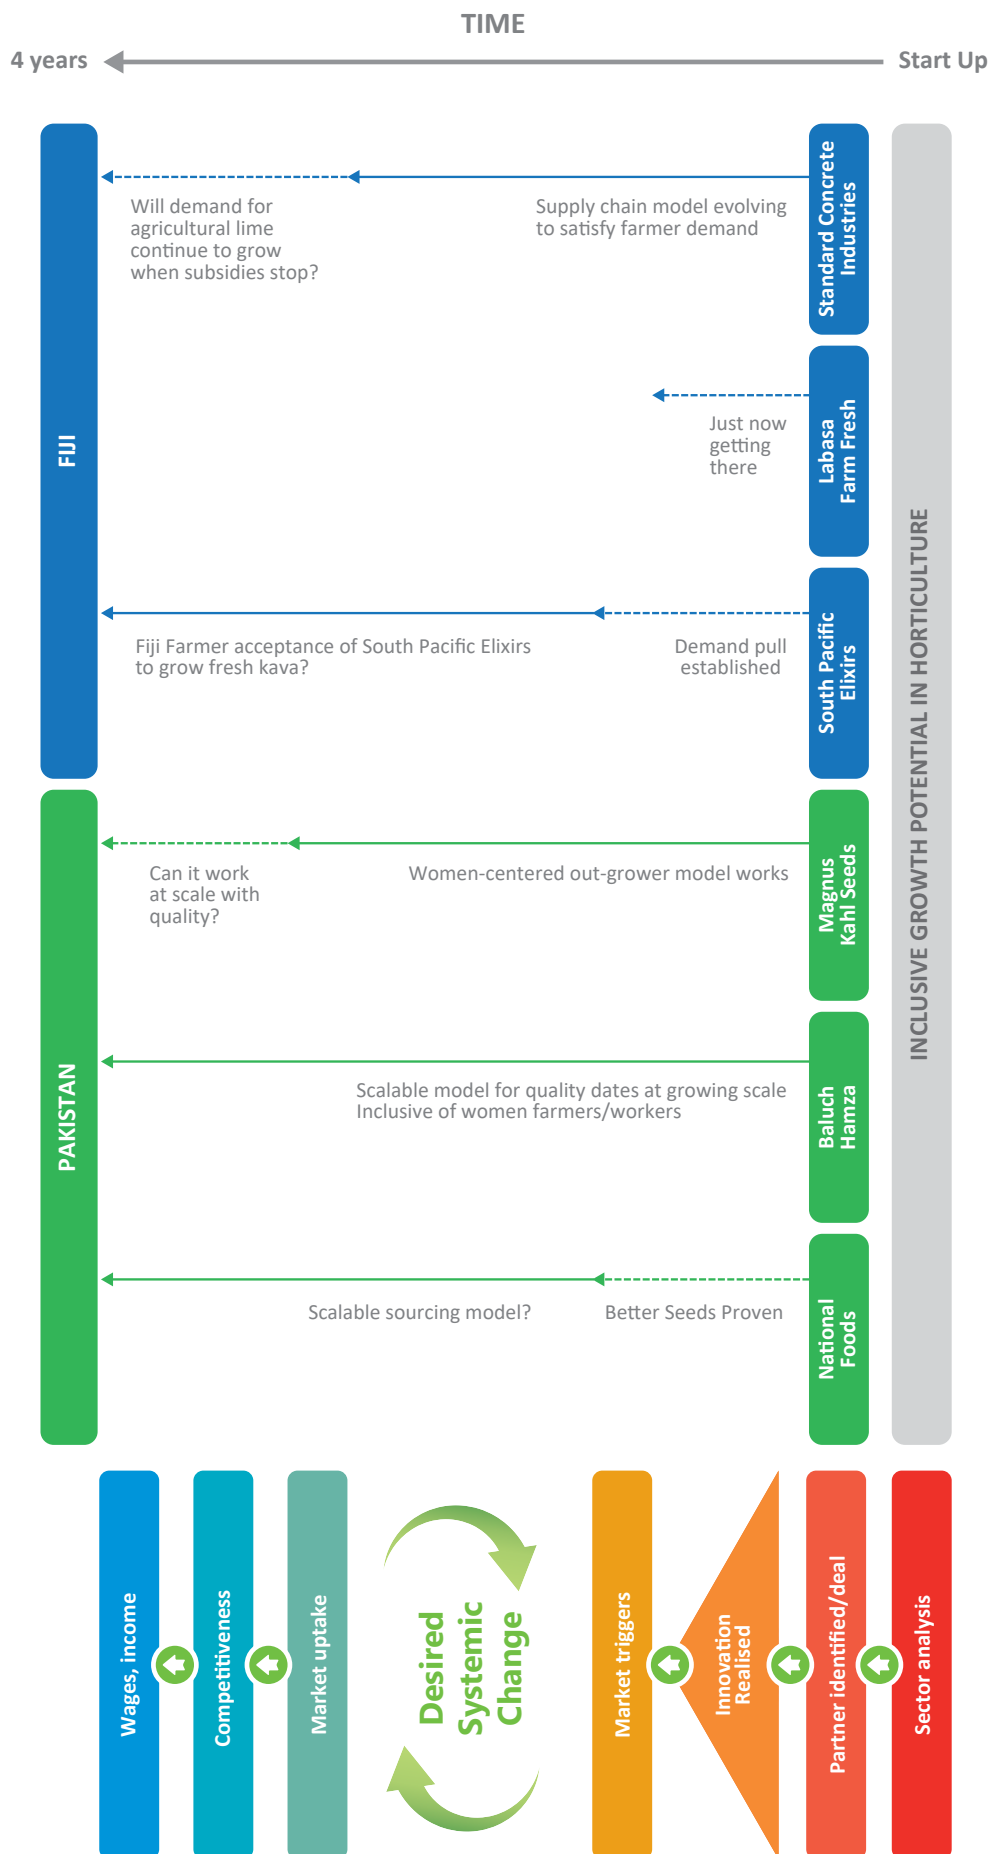 TIME
4 years
Start Up
FIJI
Will demand for
agricultural lime
continue to grow
when subsidies stop?
Supply chain model evolving
to satisfy farmer demand
Standard Concrete
Industries
Just now
getting
there
Labasa
Farm Fresh
Fiji Farmer acceptance of South Pacific Elixirs
to grow fresh kava?
Demand pull
established
South Pacific
Elixirs
INCLUSIVE GROWTH POTENTIAL IN HORTICULTURE
PAKISTAN
Can it work
at scale with
quality?
Women-centered out-grower model works
Magnus
Kahl Seeds
Scalable model for quality dates at growing scale
Inclusive of women farmers/workers
Baluch
Hamza
Scalable sourcing model?
Better Seeds Proven
National
Foods
Wages, income
Competitiveness
Market uptake
Desired
Systemic
Change
Market triggers
Innovation
Realised
Partner identified/deal
Sector analysis